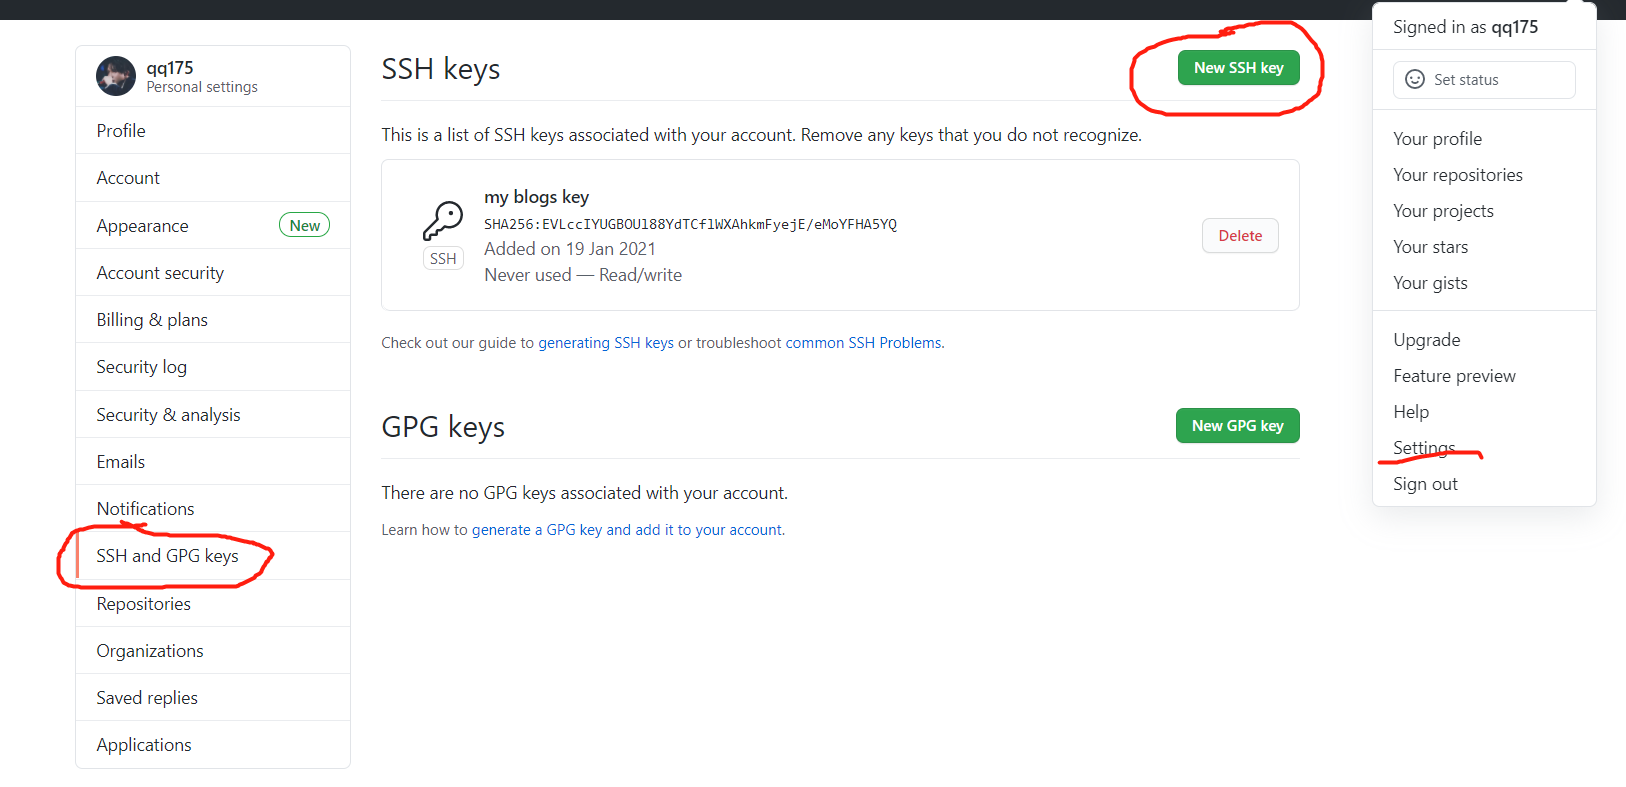 qq175
Personal settings
Profile
Account
Appearance New
Account security
Billing & plans
Security log
Security & analysis
Emails
Notifications
SSH and GPG keys
Repositories
Organizations
Saved replies
Applications
SSH keys
New SSH key
This is a list of SSH keys associated with your account. Remove any keys that you do not recognize.
my blogs key
SHA256:EVLccIYUGBOUl88YdTCflWXAhkmFyejE/eMoYFHA5YQ
Added on 19 Jan 2021
Never used — Read/write
SSH
Delete
Check out our guide to generating SSH keys or troubleshoot common SSH Problems.
GPG keys
New GPG key
There are no GPG keys associated with your account.
Learn how to generate a GPG key and add it to your account.
Signed in as qq175
Set status
Your profile
Your repositories
Your projects
Your stars
Your gists
Upgrade
Feature preview
Help
Settings
Sign out